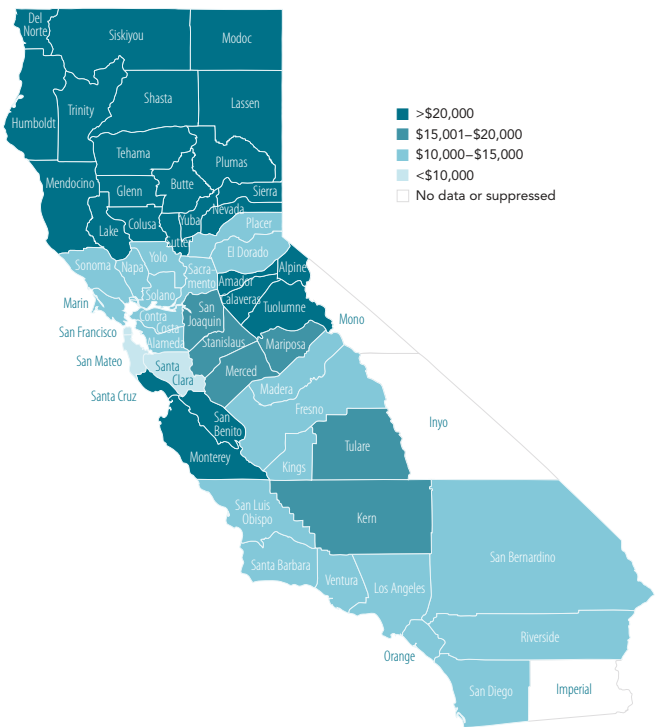 Del
Norte
Siskiyou
Modoc
Humboldt
Trinity
Shasta
Lassen
>$20,000
$15,001–$20,000
$10,000–$15,000
<$10,000
No data or suppressed
Tehama
Plumas
Mendocino
Glenn
Butte
Sierra
Lake
Colusa
Yuba
Nevada
Placer
Sutter
El Dorado
Sonoma
Napa
Yolo
Sacra-
mento
Alpine
Solano
Amador
Calaveras
Tuolumne
Marin
Contra
Costa
San
Joaquin
Mono
San Francisco
Alameda
Stanislaus
Mariposa
San Mateo
Santa
Clara
Merced
Madera
Santa Cruz
Fresno
San
Benito
Inyo
Monterey
Tulare
Kings
San Luis
Obispo
Kern
San Bernardino
Santa Barbara
Ventura
Los Angeles
Riverside
Orange
San Diego
Imperial